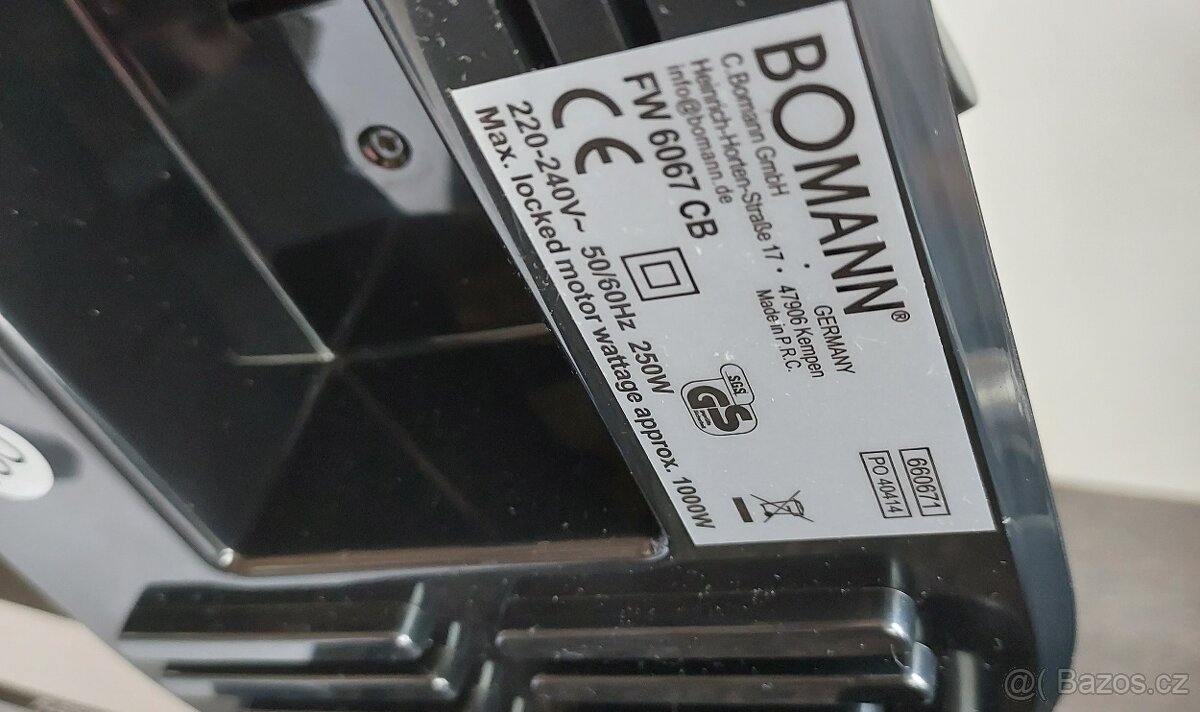 BOMANN®
C.Bomann GmbH
GERMANY
Heinrich-Horten-Straße 17 • 47906 Kempen
info@bomann.de
Made in P.R.C.
FW 6067 CB
CE
220-240V~ 50/60Hz 250W
Max. locked motor wattage approx. 1000W
SGS
GS
660671
PO 40414
@( Bazos.cz